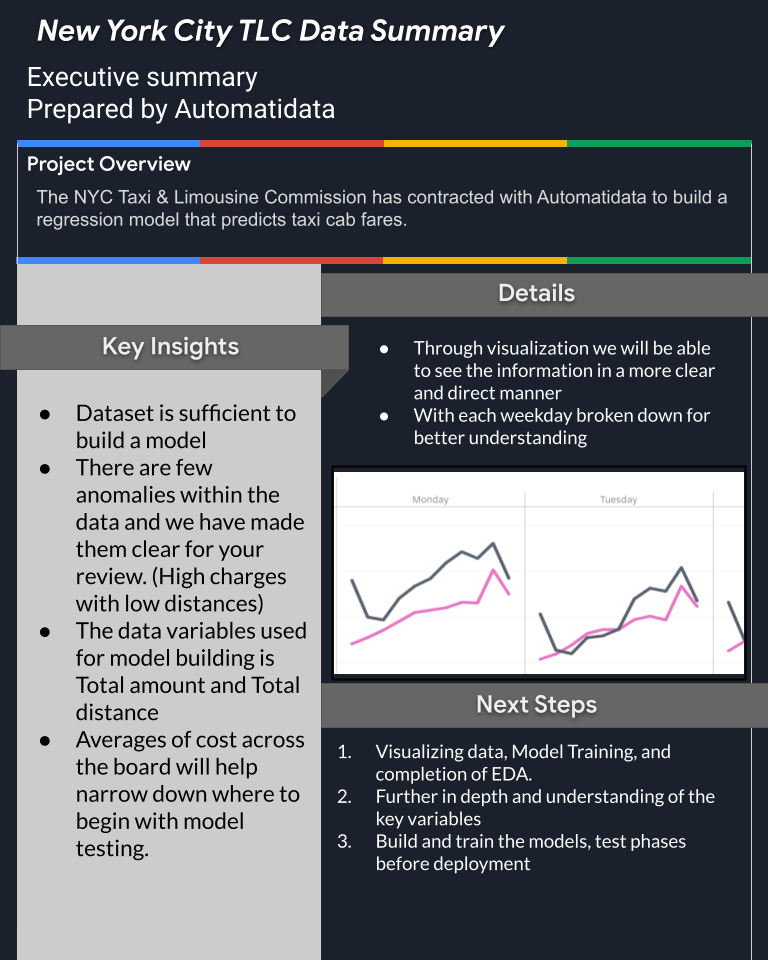 New York City TLC Data Summary
Executive summary
Prepared by Automatidata
Project Overview
The NYC Taxi & Limousine Commission has contracted with Automatidata to build a
regression model that predicts taxi cab fares.
Key Insights
● Dataset is sufficient to
build a model
● There are few
anomalies within the
data and we have made
them clear for your
review. (High charges
with low distances)
● The data variables used
for model building is
Total amount and Total
distance
● Averages of cost across
the board will help
narrow down where to
begin with model
testing.
Details
● Through visualization we will be able
to see the information in a more clear
and direct manner
● With each weekday broken down for
better understanding
Monday
Tuesday
Next Steps
1. Visualizing data, Model Training, and
completion of EDA.
2. Further in depth and understanding of the
key variables
3. Build and train the models, test phases
before deployment